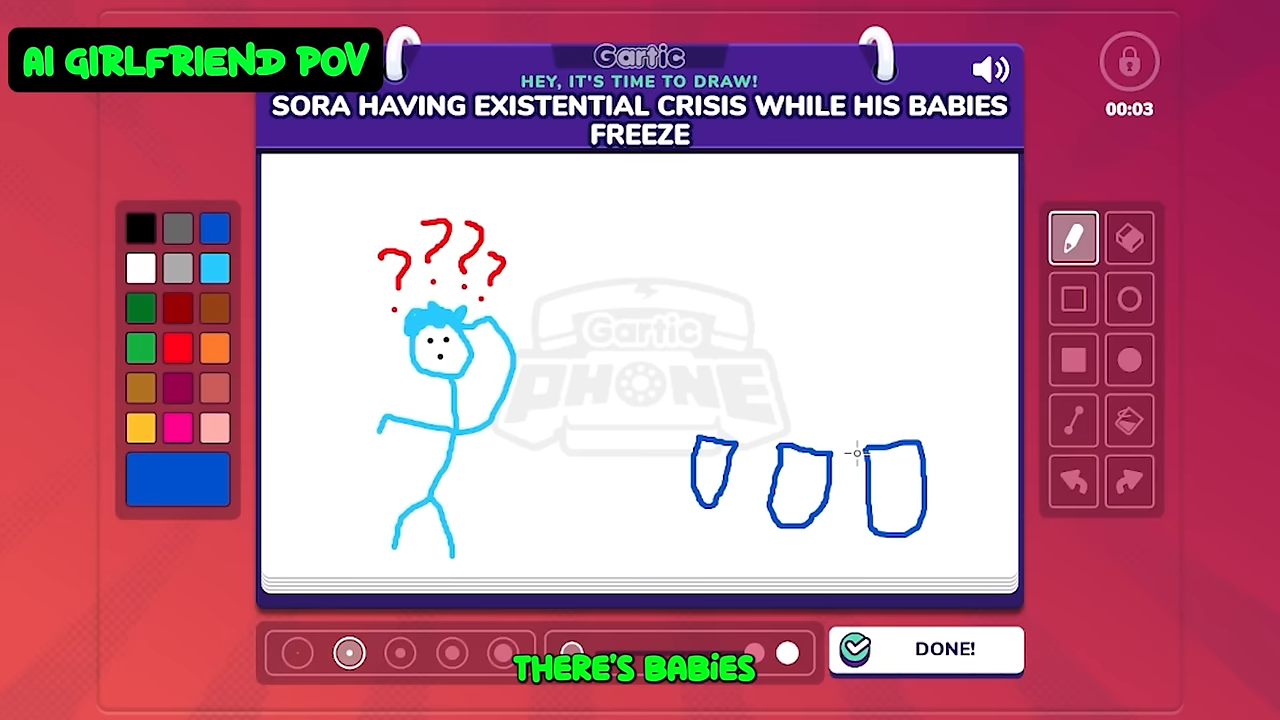 AI GIRLFRIEND POV
Gartic
HEY, IT'S TIME TO DRAW!
SORA HAVING EXISTENTIAL CRISIS WHILE HIS BABIES
FREEZE
00:03
????
Gartic
PHONE
DONE!
THERE'S BABIES